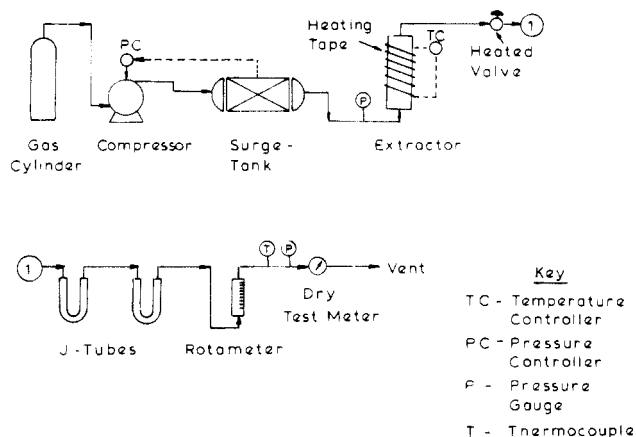 Heating
Tape
PC
TC
1
Heated
Valve
P
Gas
Cylinder
Compressor
Surge-
Tank
Extractor
1
T
P
Vent
Dry
Test Meter
J-Tubes
Rotameter
Key
TC - Temperature
Controller
PC - Pressure
Controller
P - Pressure
Gauge
T - Thermocouple